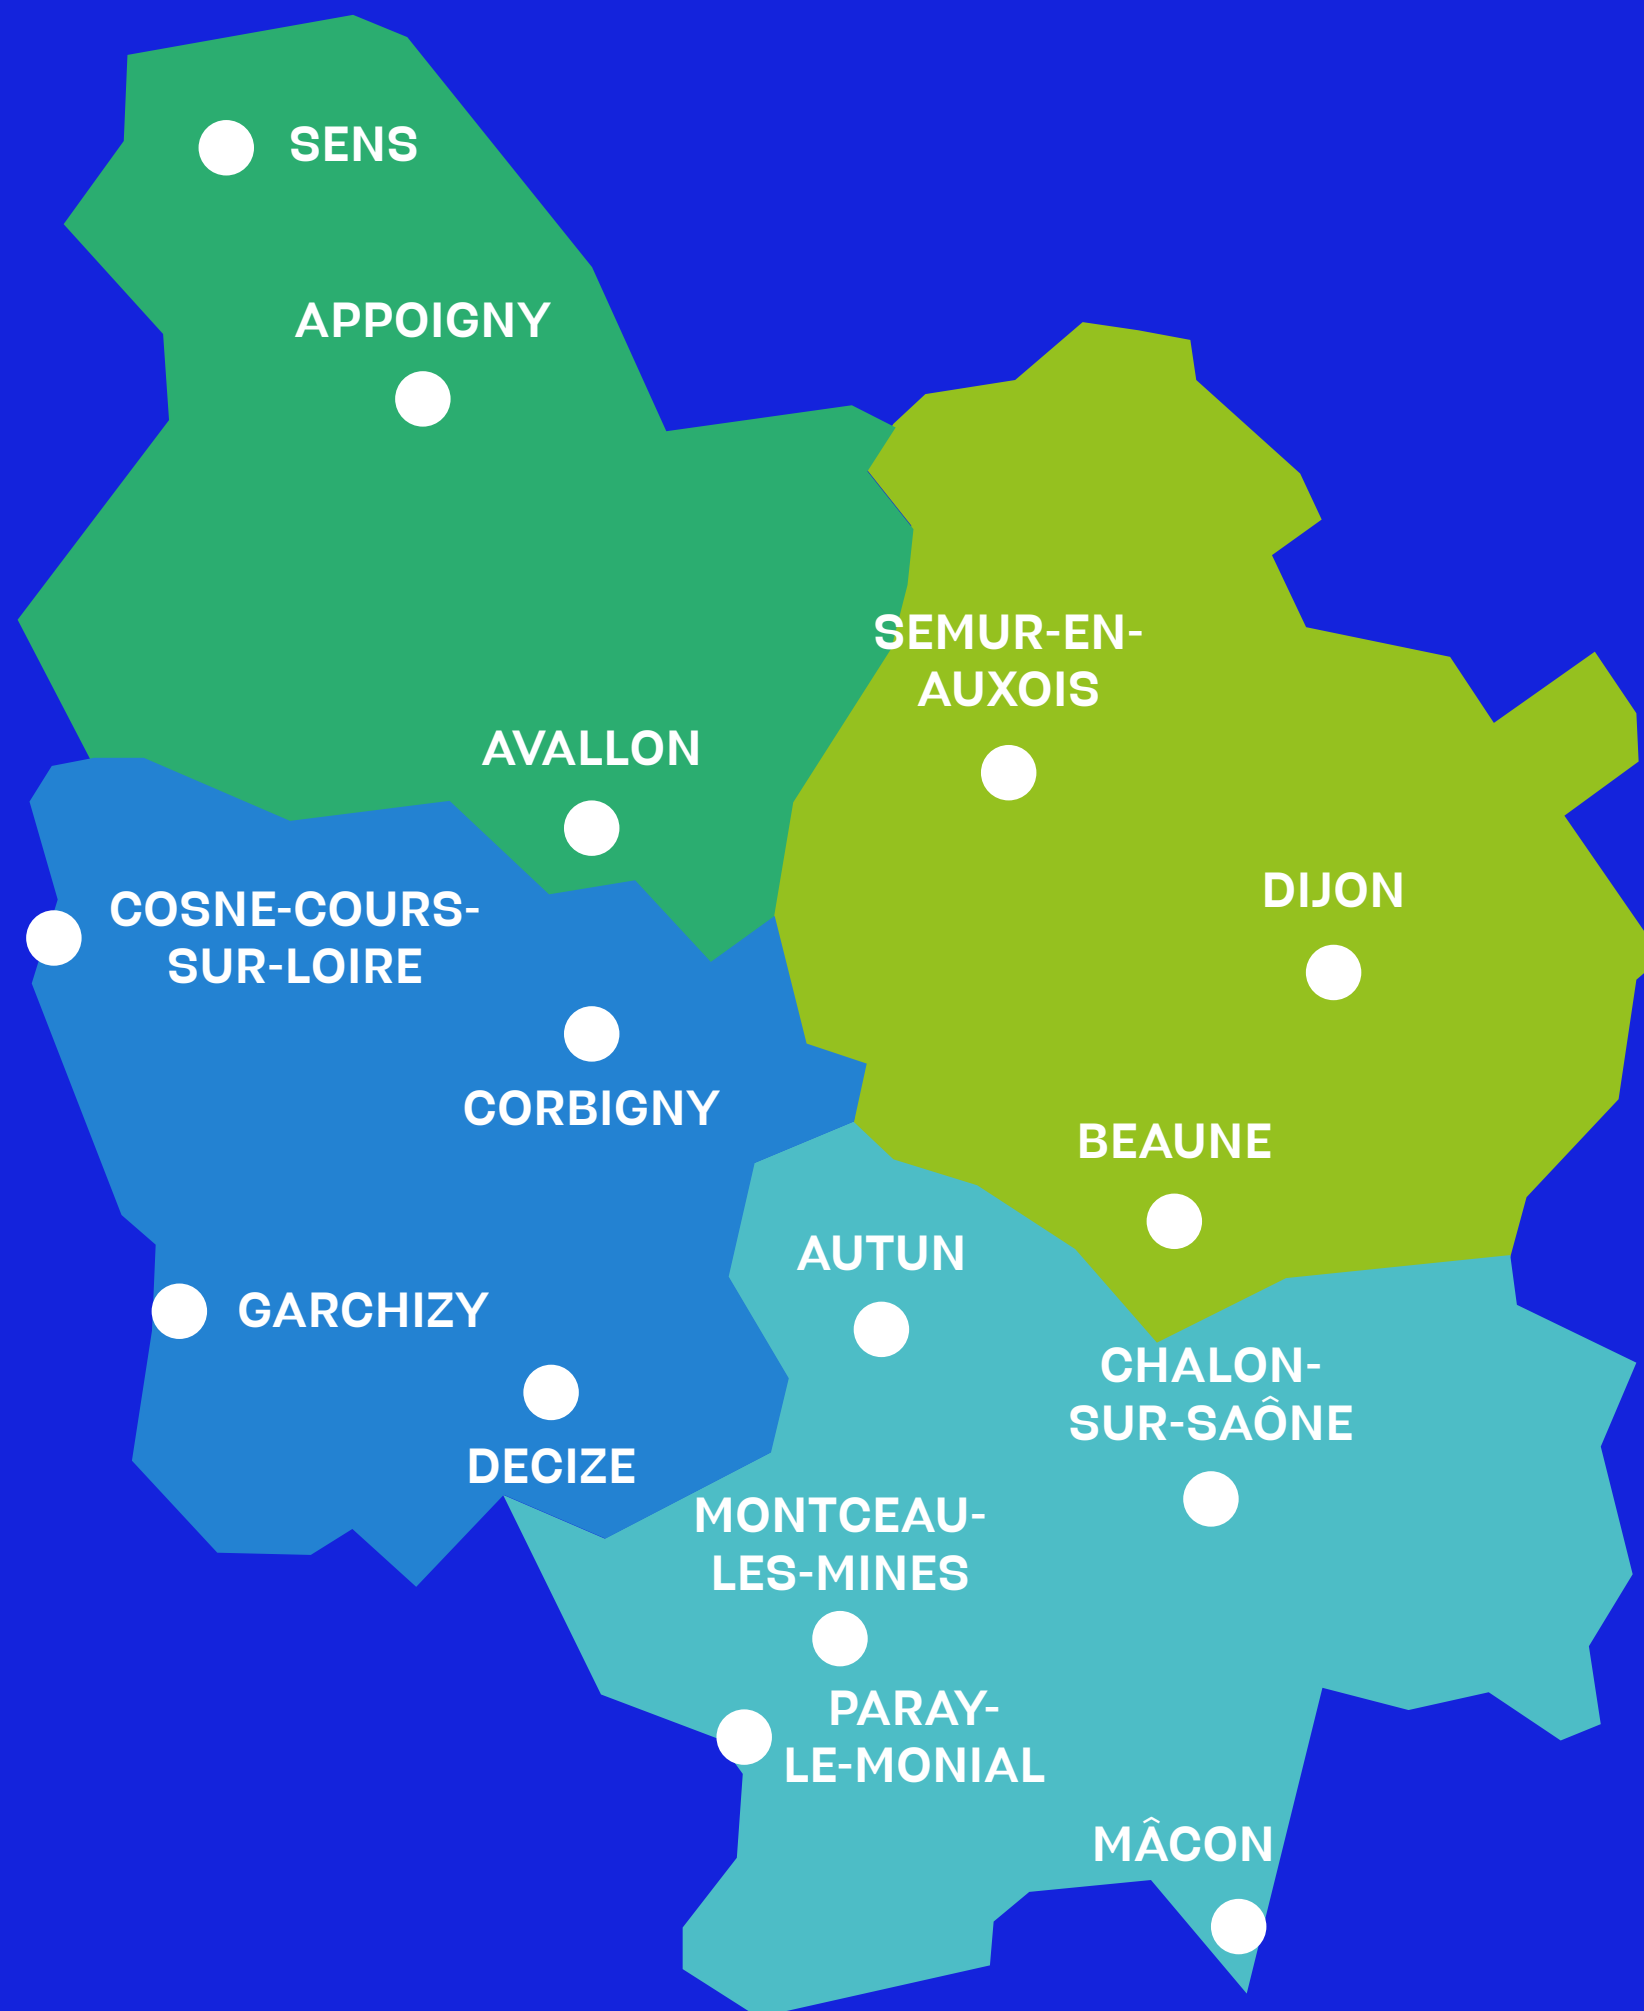 SENS
APPOIGNY
SEMUR-EN-
AUXOIS
AVALLON
DIJON
COSNE-COURS-
SUR-LOIRE
CORBIGNY
BEAUNE
AUTUN
GARCHIZY
CHALON-
SUR-SAÔNE
DECIZE
MONTCEAU-
LES-MINES
PARAY-
LE-MONIAL
MÂCON